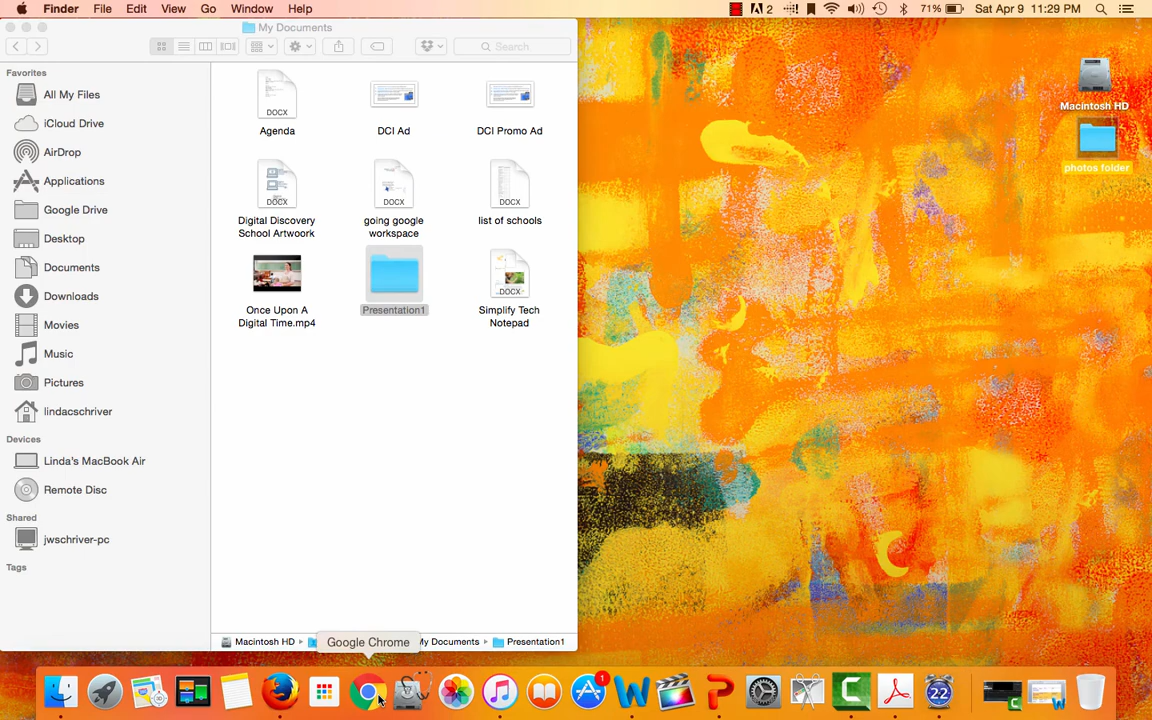 Finder File Edit View Go Window Help
2 71% Sat Apr 9 11:29 PM
My Documents
Search
Favorites
All My Files
iCloud Drive
AirDrop
Applications
Google Drive
Desktop
Documents
Downloads
Movies
Music
Pictures
lindacschriver
Devices
Linda's MacBook Air
Remote Disc
Shared
jwschriver-pc
Tags
DOCX
Agenda
DCI Ad
DCI Promo Ad
DOCX
Digital Discovery
School Artwork
DOCX
going google
workspace
DOCX
list of schools
Once Upon A
Digital Time.mp4
Presentation1
DOCX
Simplify Tech
Notepad
Macintosh HD
photos folder
Macintosh HD
My Documents
Presentation1
Google Chrome
1
22